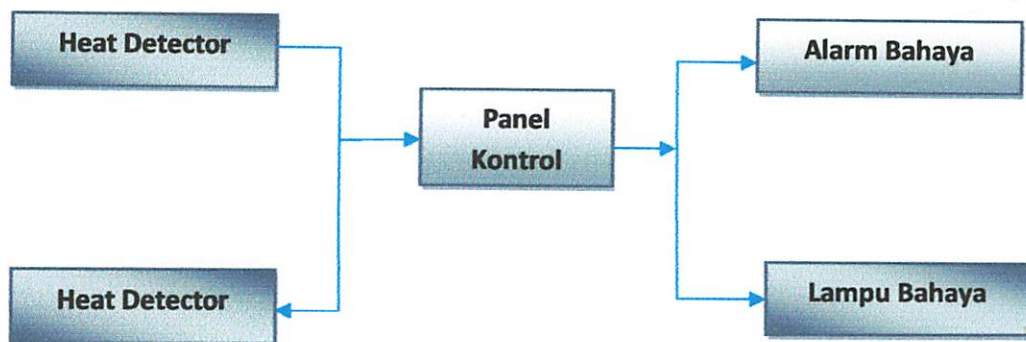 Heat Detector
Alarm Bahaya
Panel
Kontrol
Heat Detector
Lampu Bahaya